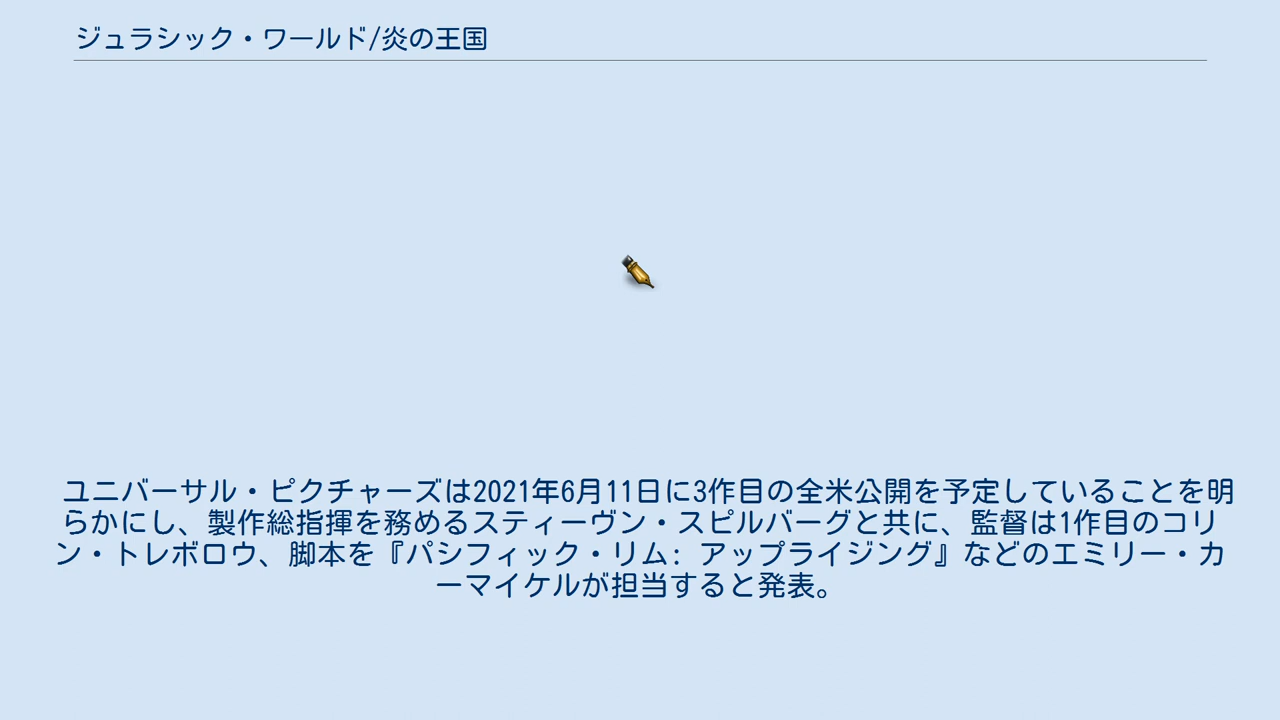 ジュラシック・ワールド/炎の王国
ユニバーサル・ピクチャーズは2021年6月11日に3作目の全米公開を予定していることを明
らかにし、製作総指揮を務めるスティーヴン・スピルバーグと共に、監督は1作目のコリ
ン・トレボロウ、脚本を『パシフィック・リム: アップライジング』などのエミリー・カ
ーマイケルが担当すると発表。